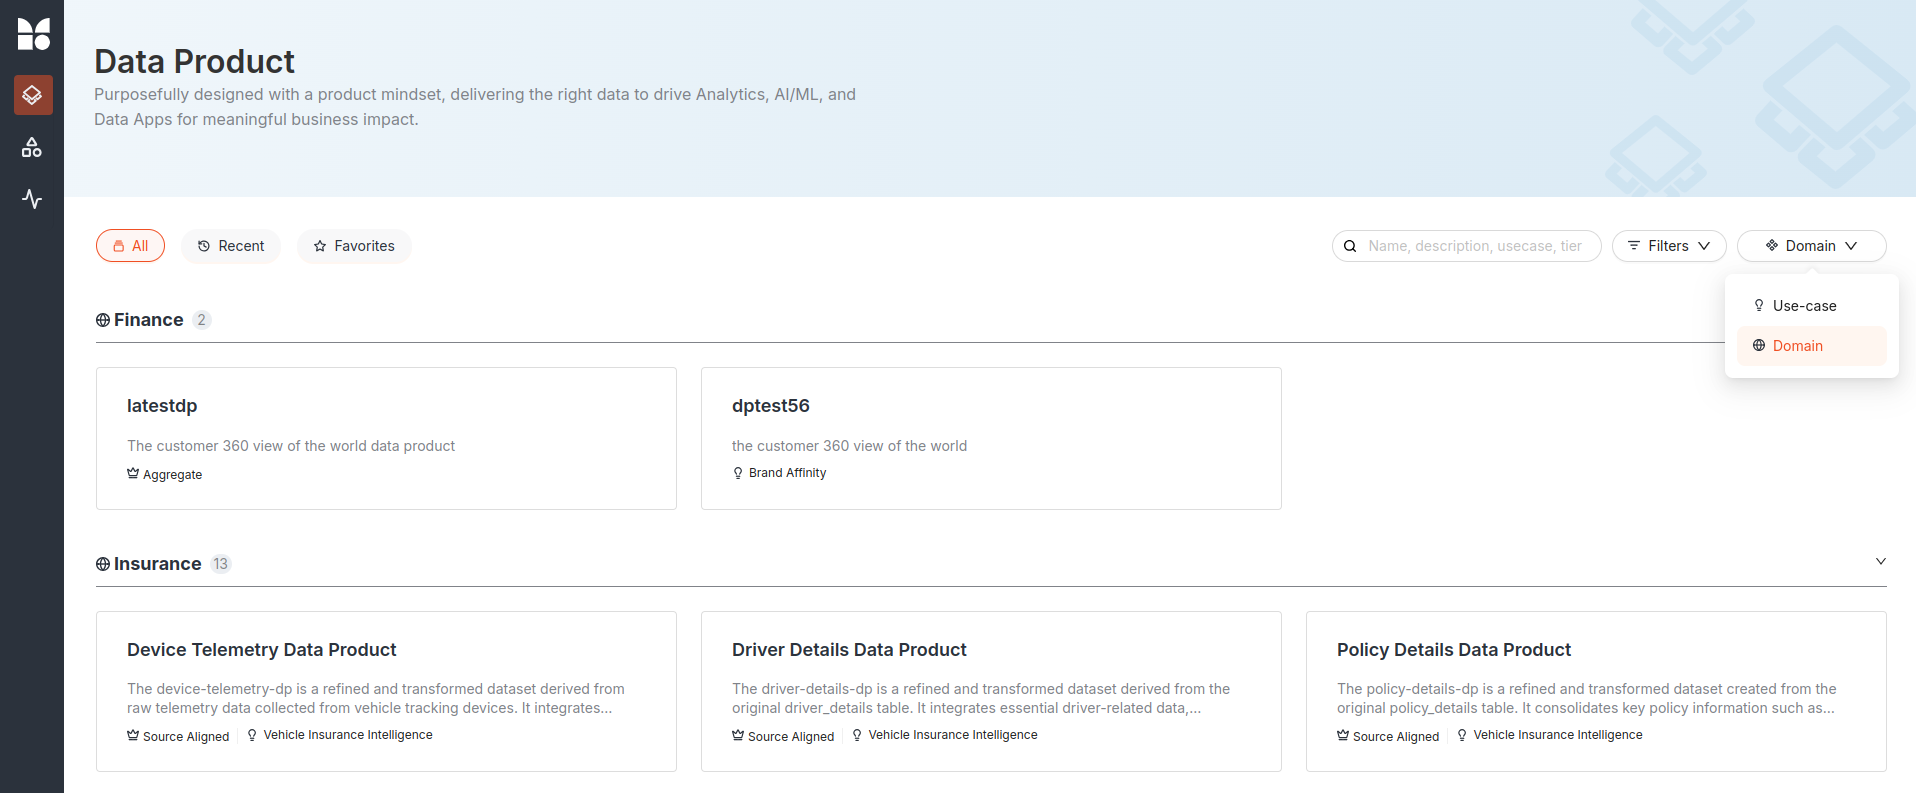 Data Product
Purposefully designed with a product mindset, delivering the right data to drive Analytics, AI/ML, and
Data Apps for meaningful business impact.
All
Recent
Favorites
Name, description, usecase, tier
Filters
Domain
Use-case
Domain
Finance 2
latestdp
The customer 360 view of the world data product
Aggregate
dptest56
the customer 360 view of the world
Brand Affinity
Insurance 13
Device Telemetry Data Product
The device-telemetry-dp is a refined and transformed dataset derived from
raw telemetry data collected from vehicle tracking devices. It integrates...
Source Aligned
Vehicle Insurance Intelligence
Driver Details Data Product
The driver-details-dp is a refined and transformed dataset derived from the
original driver_details table. It integrates essential driver-related data,...
Source Aligned
Vehicle Insurance Intelligence
Policy Details Data Product
The policy-details-dp is a refined and transformed dataset created from the
original policy_details table. It consolidates key policy information such as...
Source Aligned
Vehicle Insurance Intelligence